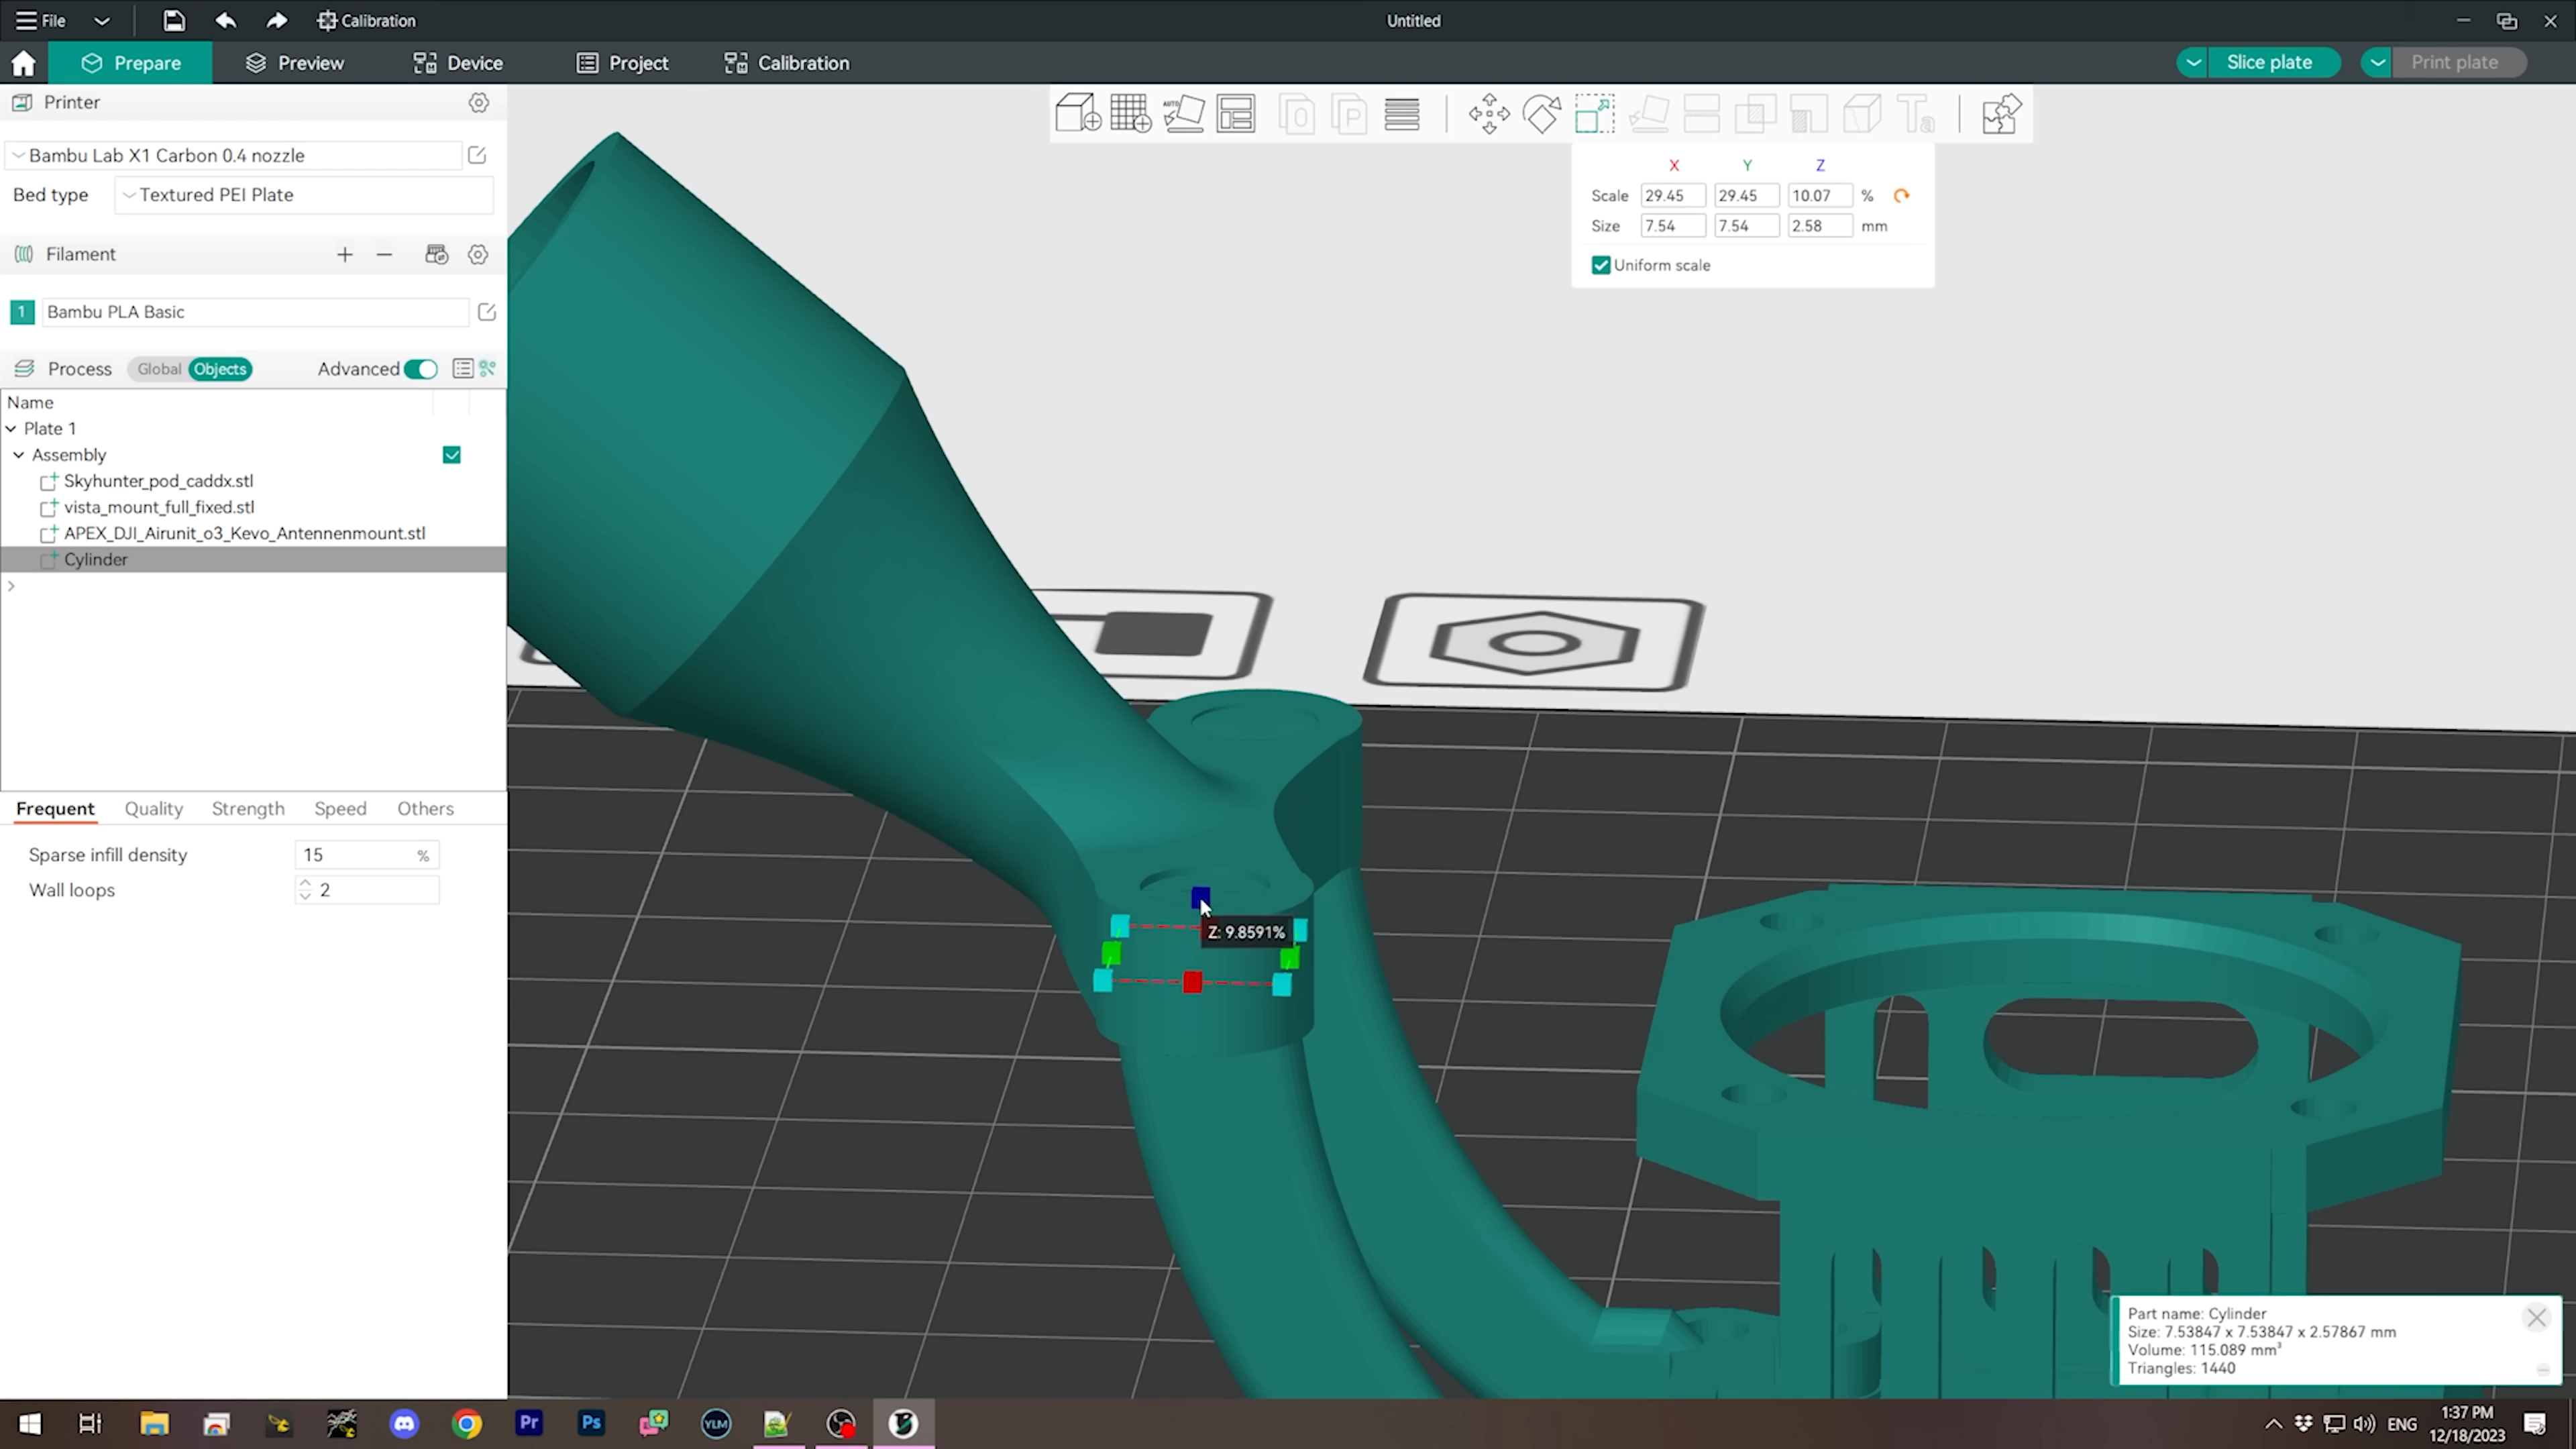 File
Calibration
Untitled
Prepare
Preview
Device
Project
Calibration
Slice plate
Print plate
Printer
Bambu Lab X1 Carbon 0.4 nozzle
Bed type
Textured PEI Plate
Filament
1
Bambu PLA Basic
Process
Global
Objects
Advanced
Name
Plate 1
Assembly
Skyhunter_pod_caddx.stl
vista_mount_full_fixed.stl
APEX_DJI_Airunit_o3_Kevo_Antennenmount.stl
Cylinder
Frequent
Quality
Strength
Speed
Others
Sparse infill density
15 %
Wall loops
2
AUTO
O
P
Ta
X Y Z
Scale 29.45 29.45 10.07 %
Size 7.54 7.54 2.58 mm
Uniform scale
Z: 9.8591%
Part name: Cylinder
Size: 7.53847 x 7.53847 x 2.57867 mm
Volume: 115.089 mm³
Triangles: 1440
Pr
Ps
YLM
ENG
1:37 PM
12/18/2023